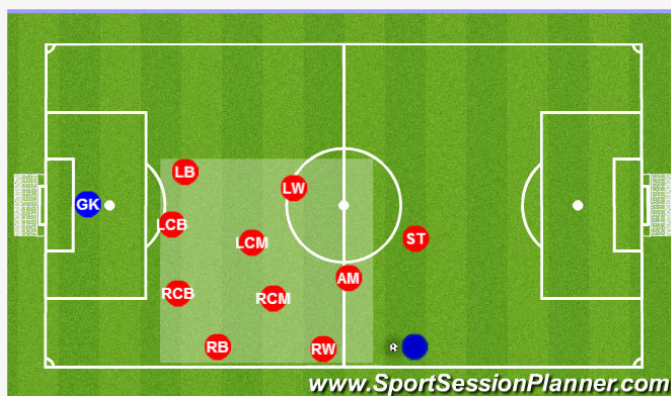 LB
LW
GK
LCB
LCM
ST
AM
RCB
RCM
RB
RW
www.SportSessionPlanner.com